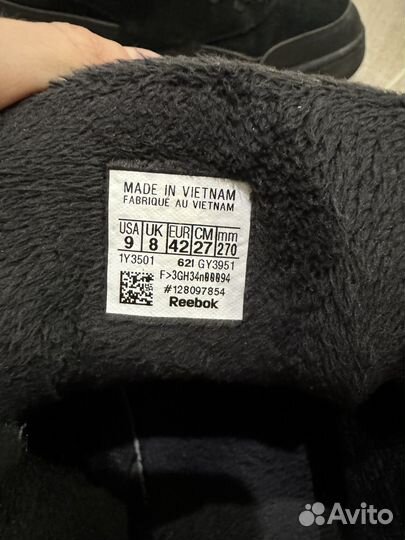 MADE IN VIETNAM
FABRIQUÉ AU VIETNAM
USA UK EUR CM mm
9 8 42 27 270
1Y3501 621 GY3951
F>3GH34n00094
#128097854
Reebok
Avito